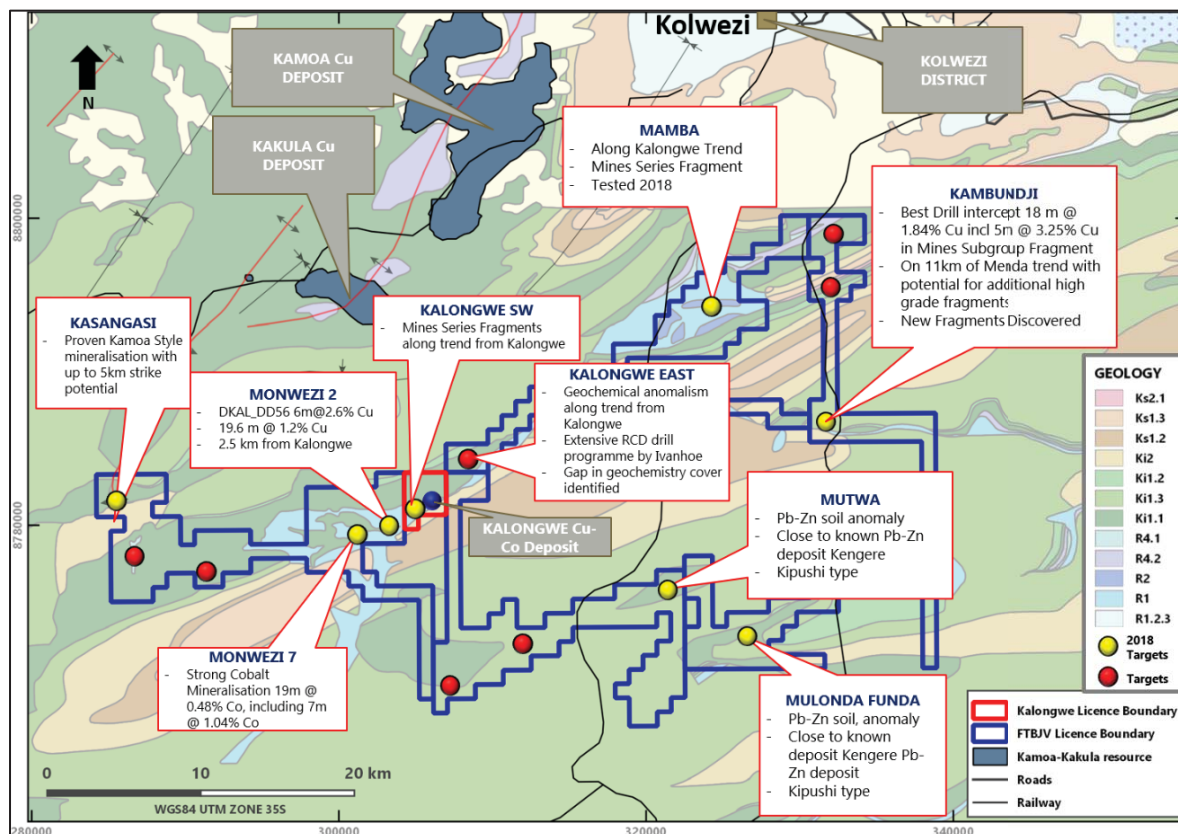 280000
300000
320000
340000
Kolwezi
N
KAMOA Cu
DEPOSIT
KOLWEZI
DISTRICT
KAKULA Cu
DEPOSIT
MAMBA
- Along Kalongwe Trend
- Mines Series Fragment
- Tested 2018
KAMBUNDJI
- Best Drill intercept 18 m @
1.84% Cu incl 5m @ 3.25% Cu
in Mines Subgroup Fragment
- On 11km of Menda trend with
potential for additional high
grade fragments
- New Fragments Discovered
8800000
KASANGASI
- Proven Kamoa Style
mineralisation with
up to 5km strike
potential
KALONGWE SW
- Mines Series Fragments
along trend from Kalongwe
MONWEZI 2
- DKAL_DD56 6m@2.6% Cu
- 19.6 m @ 1.2% Cu
- 2.5 km from Kalongwe
KALONGWE EAST
- Geochemical anomalism
along trend from
Kalongwe
- Extensive RCD drill
programme by Ivanhoe
- Gap in geochemistry cover
identified
GEOLOGY
Ks2.1
Ks1.3
Ks1.2
Ki2
Ki1.2
Ki1.3
Ki1.1
R4.1
R4.2
R2
R1
R1.2.3
2018
Targets
Targets
8780000
KALONGWE Cu-
Co Deposit
MUTWA
- Pb-Zn soil anomaly
- Close to known Pb-Zn
deposit Kengere
- Kipushi type
MONWEZI 7
- Strong Cobalt
Mineralisation 19m @
0.48% Co, including 7m
@ 1.04% Co
MULONDA FUNDA
- Pb-Zn soil, anomaly
- Close to known
deposit Kengere Pb-
Zn deposit
- Kipushi type
Kalongwe Licence Boundary
FTBJV Licence Boundary
Kamoa-Kakula resource
Roads
Railway
0 10 20 km
WGS84 UTM ZONE 35S
280000
300000
320000
340000